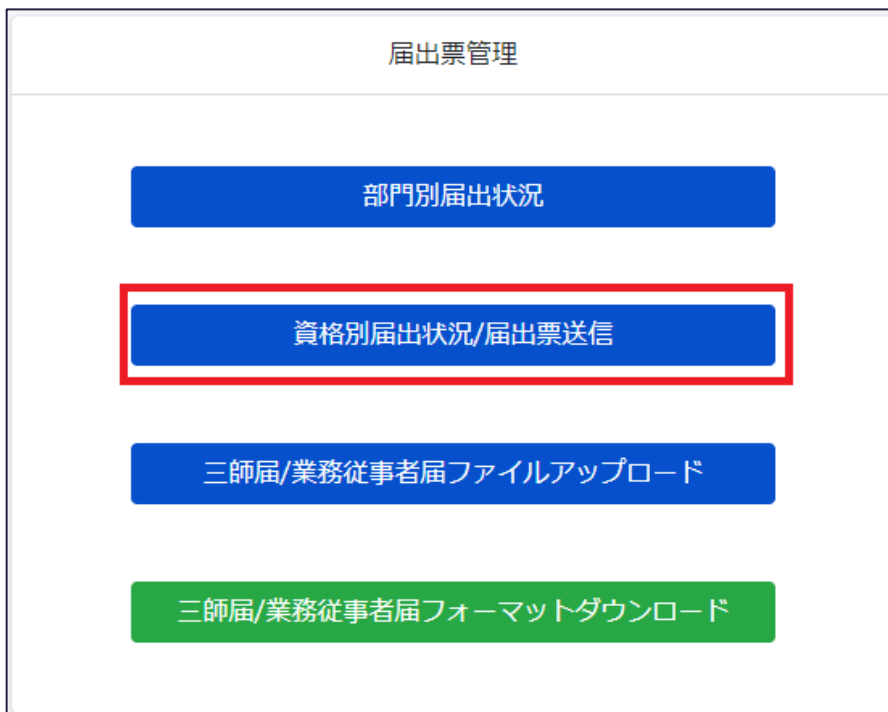 届出票管理
部門別届出状況
資格別届出状況/届出票送信
三師届/業務従事者届ファイルアップロード
三師届/業務従事者届フォーマットダウンロード